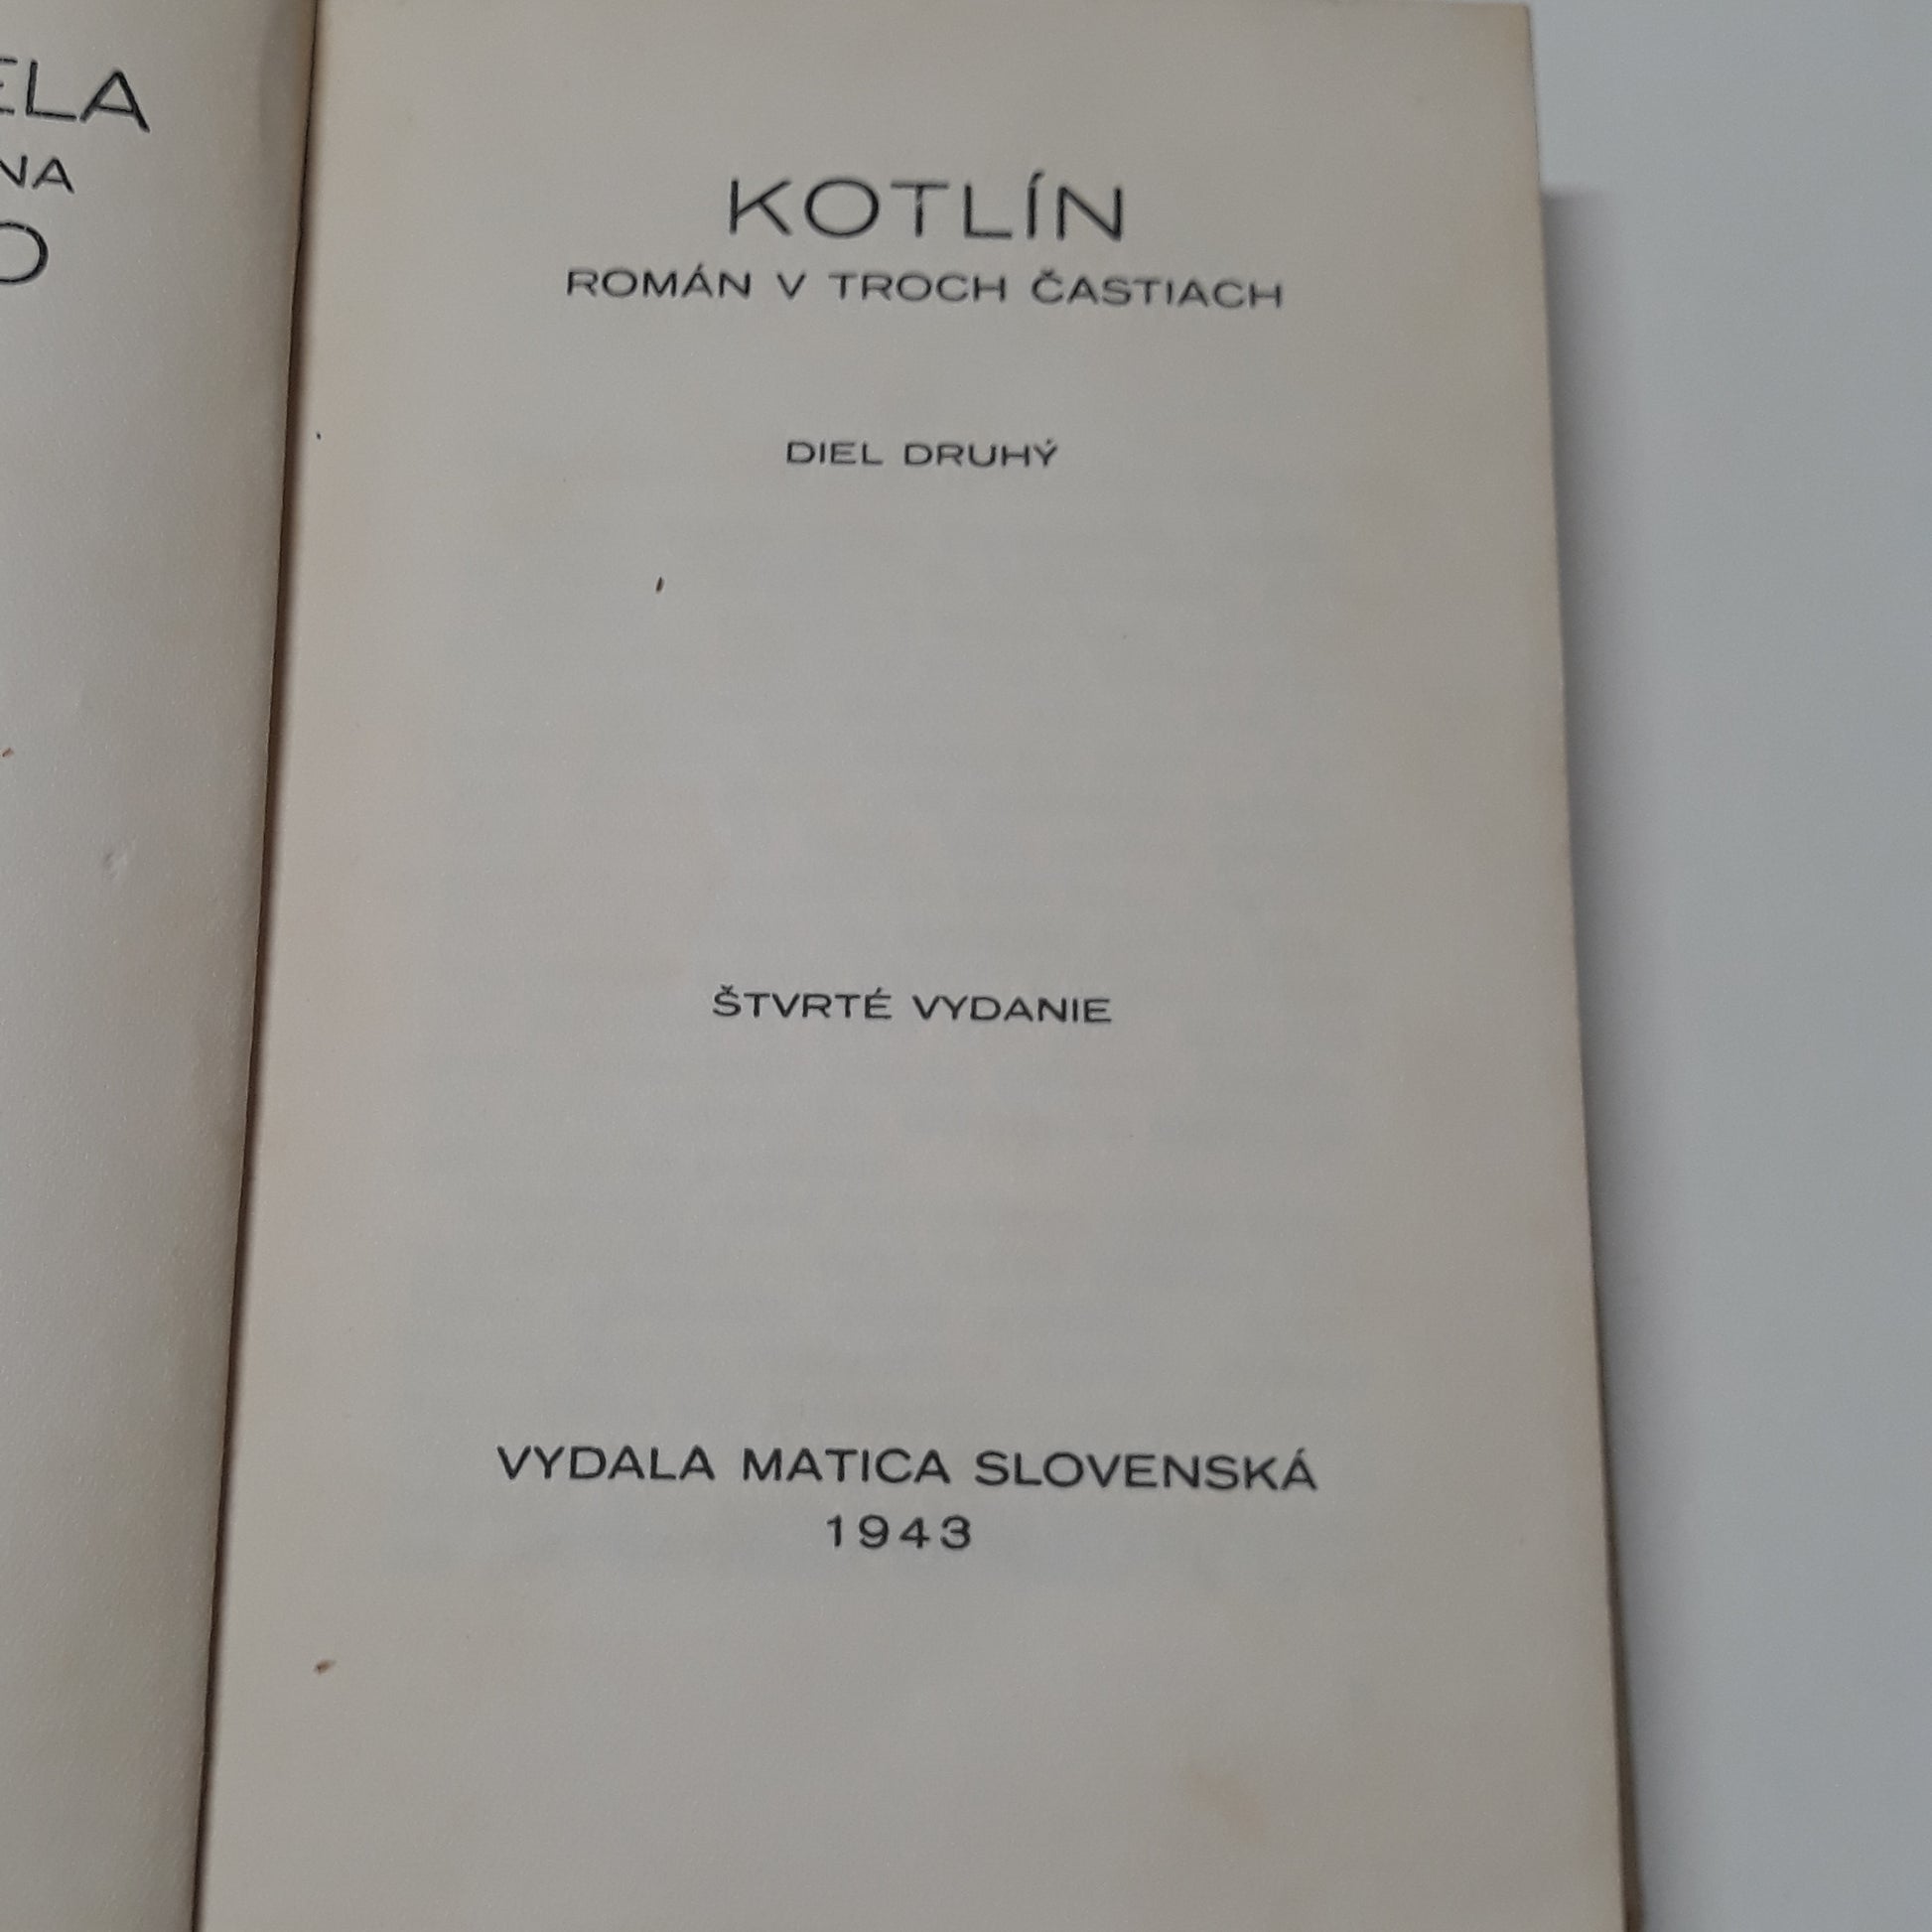 KOTLÍN
ROMÁN V TROCH ČASTIACH
DIEL DRUHÝ
ŠTVRTÉ VYDANIE
VYDALA MATICA SLOVENSKÁ
1943